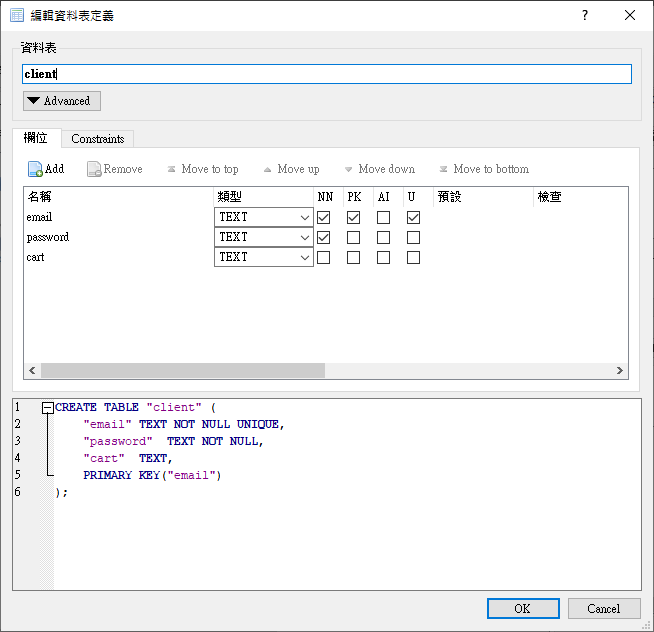 編輯資料表定義
?
資料表
client
Advanced
欄位 Constraints
Add Remove Move to top Move up Move down Move to bottom
名稱 類型 NN PK AI U 預設 檢查
email TEXT
password TEXT
cart TEXT
1 CREATE TABLE "client" (
2 "email" TEXT NOT NULL UNIQUE,
3 "password" TEXT NOT NULL,
4 "cart" TEXT,
5 PRIMARY KEY("email")
6 );
OK Cancel